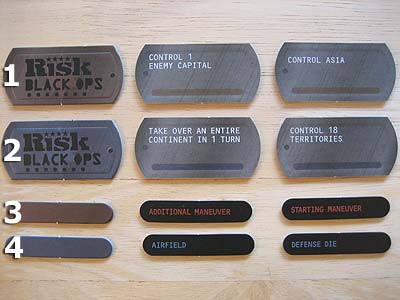 1
Risk
BLACK OPS
CONTROL 1
ENEMY CAPITAL
CONTROL ASIA
2
Risk
BLACK OPS
TAKE OVER AN ENTIRE
CONTINENT IN 1 TURN
CONTROL 18
TERRITORIES
3
ADDITIONAL MANEUVER
STARTING MANEUVER
4
AIRFIELD
DEFENSE DIE